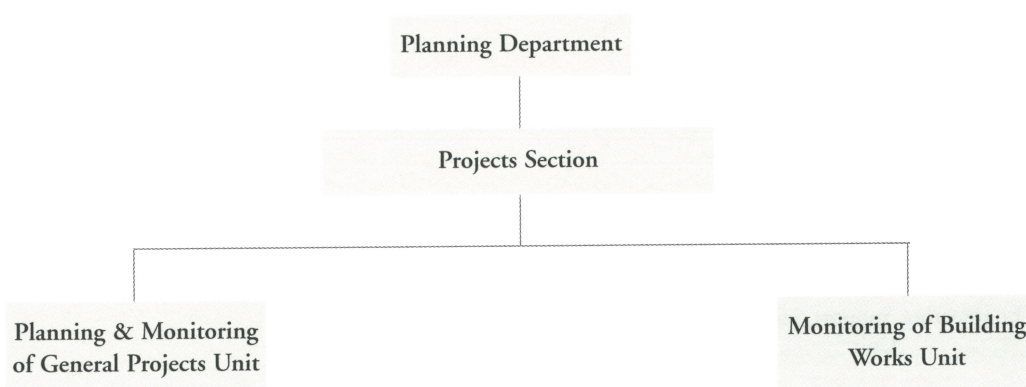 Planning Department
Projects Section
Planning & Monitoring
of General Projects Unit
Monitoring of Building
Works Unit